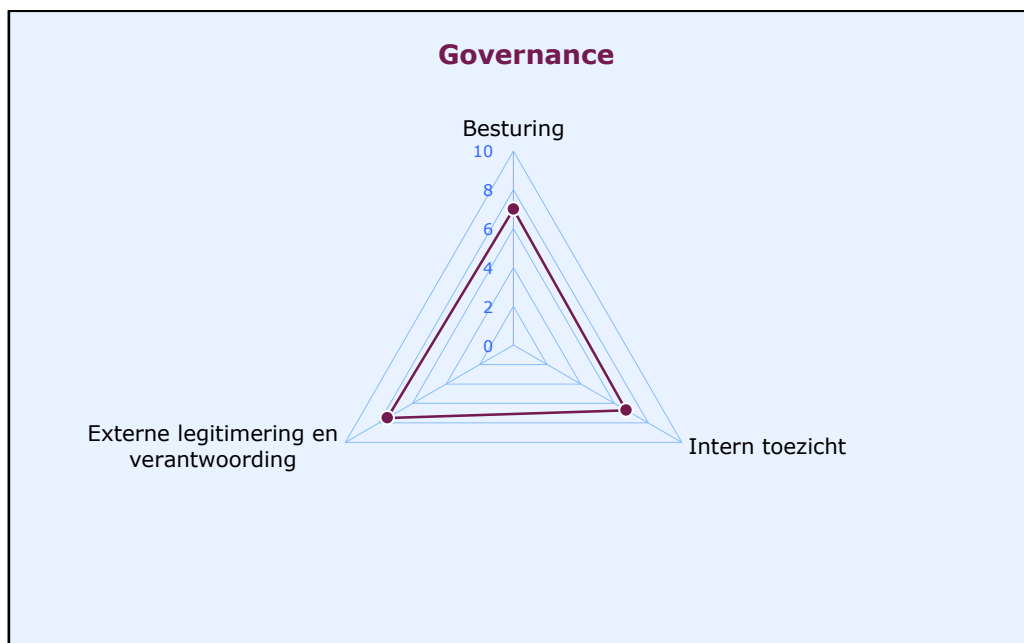 Governance
Besturing
10
8
6
4
2
0
Externe legitimering en
verantwoording
Intern toezicht